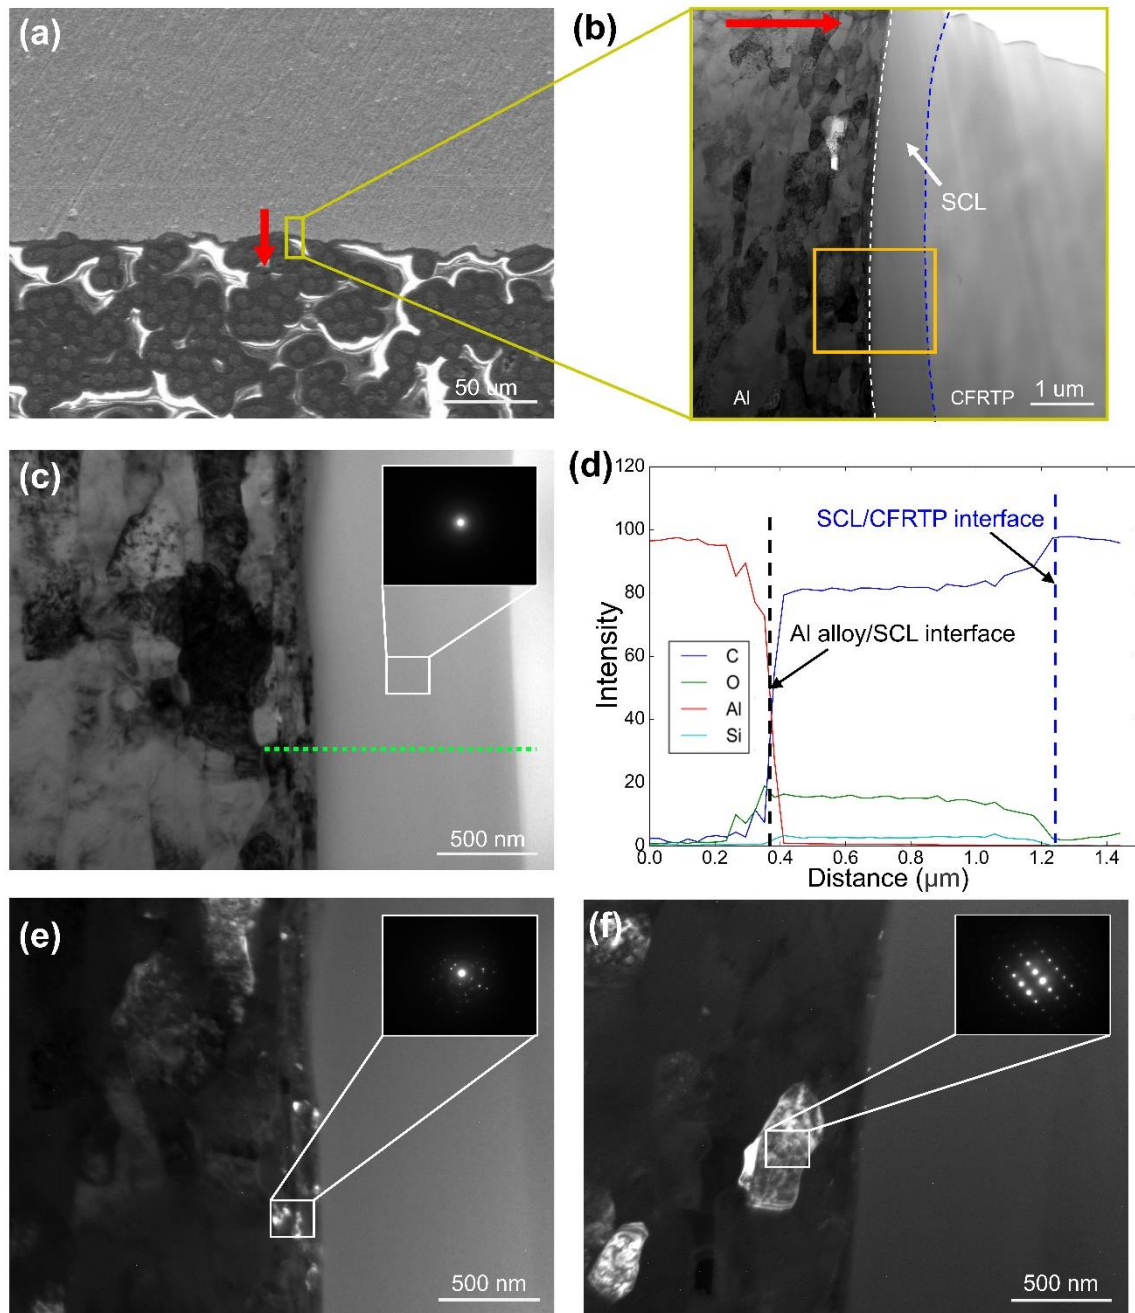 (a)
50 um
(b)
SCL
Al
CFRTP
1 um
(c)
500 nm
(d)
120
100
80
60
40
20
0
Intensity
SCL/CFRTP interface
Al alloy/SCL interface
C
O
Al
Si
0.0
0.2
0.4
0.6
0.8
1.0
1.2
1.4
Distance (μm)
(e)
500 nm
(f)
500 nm